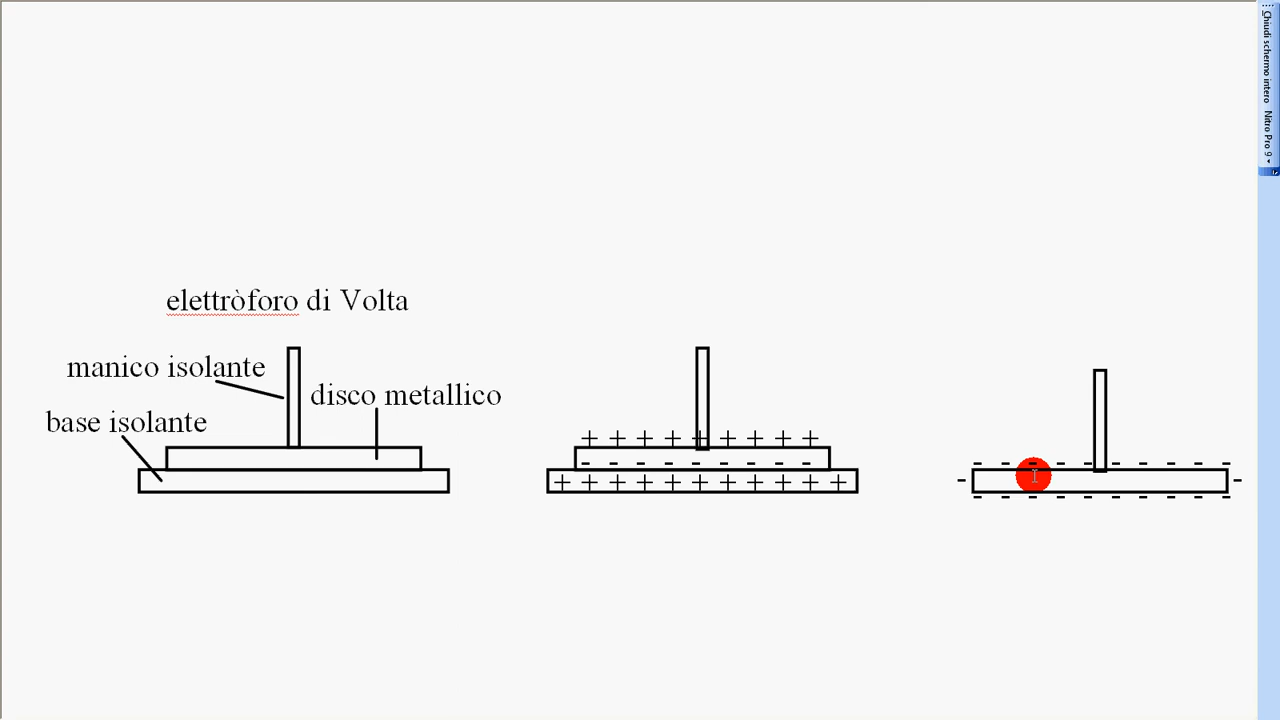 elettròforo di Volta
manico isolante
disco metallico
base isolante
+ + + + + + + + +
- - - - - - - -
+ + + + + + + + + + +
- - - - - - - - - -
- -
- - - - - - - - - -
Chiudi schermo intero Nitro Pro 9